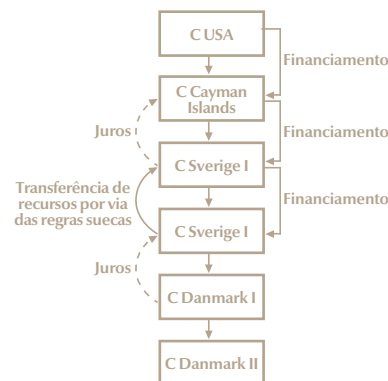 C USA
Financiamento
C Cayman
Islands
Juros
Financiamento
C Sverige I
Transferência de
recursos por via
das regras suecas
Financiamento
C Sverige I
Juros
C Danmark I
C Danmark II